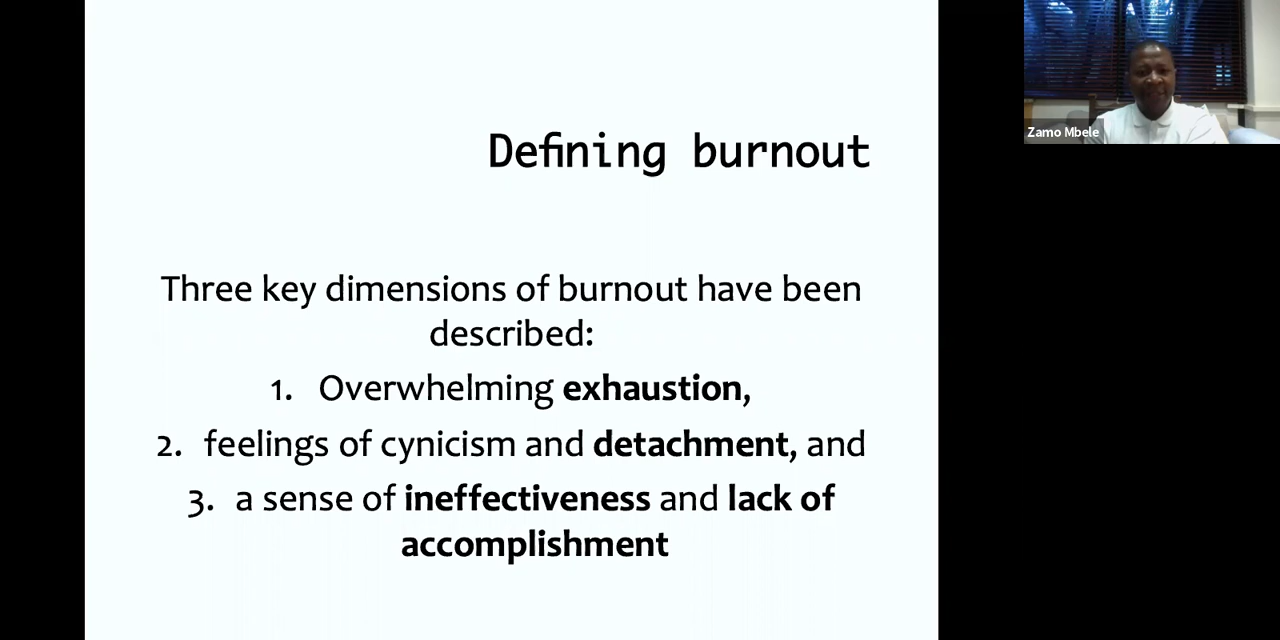 Defining burnout
Three key dimensions of burnout have been
described:
1. Overwhelming exhaustion,
2. feelings of cynicism and detachment, and
3. a sense of ineffectiveness and lack of
accomplishment
Zamo Mbele